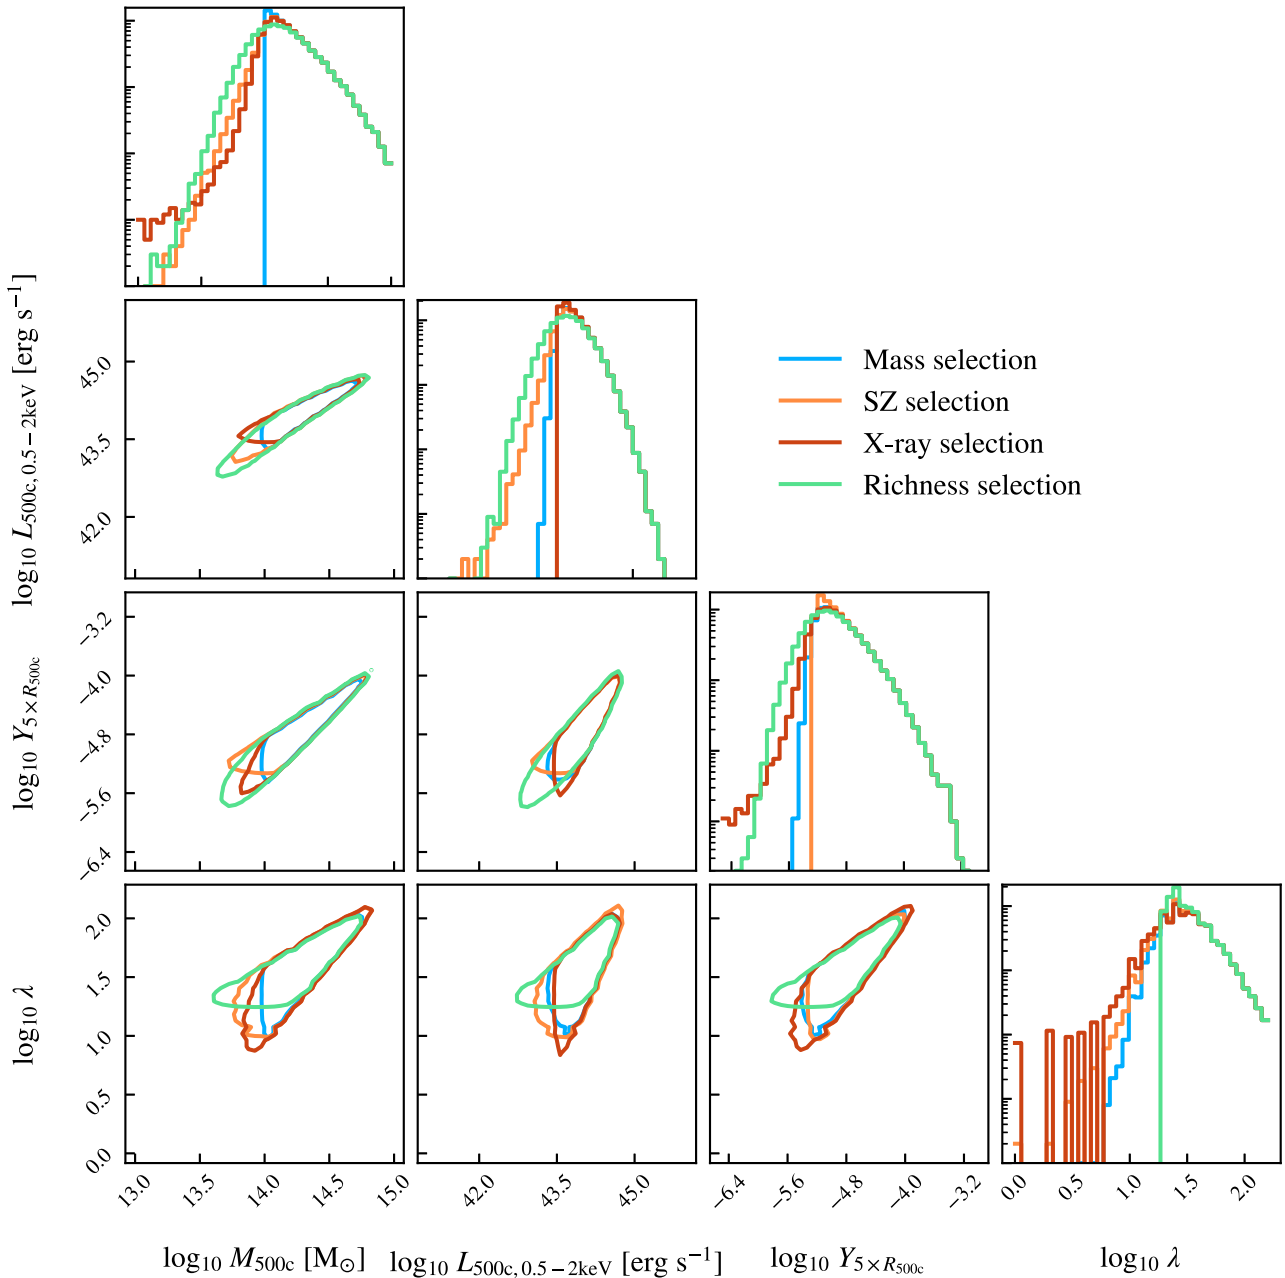 log₁₀ L₅₀₀c, 0.5 − 2keV [erg s⁻¹]
45.0
43.5
42.0
Mass selection
SZ selection
X-ray selection
Richness selection
log₁₀ Y₅ × R₅₀₀c
−3.2
−4.0
−4.8
−5.6
−6.4
log₁₀ λ
2.0
1.5
1.0
0.5
0.0
13.0 13.5 14.0 14.5 15.0 42.0 43.5 45.0 −6.4 −5.6 −4.8 −4.0 −3.2 0.0 0.5 1.0 1.5 2.0
log₁₀ M₅₀₀c [M⊙] log₁₀ L₅₀₀c, 0.5 − 2keV [erg s⁻¹] log₁₀ Y₅ × R₅₀₀c log₁₀ λ